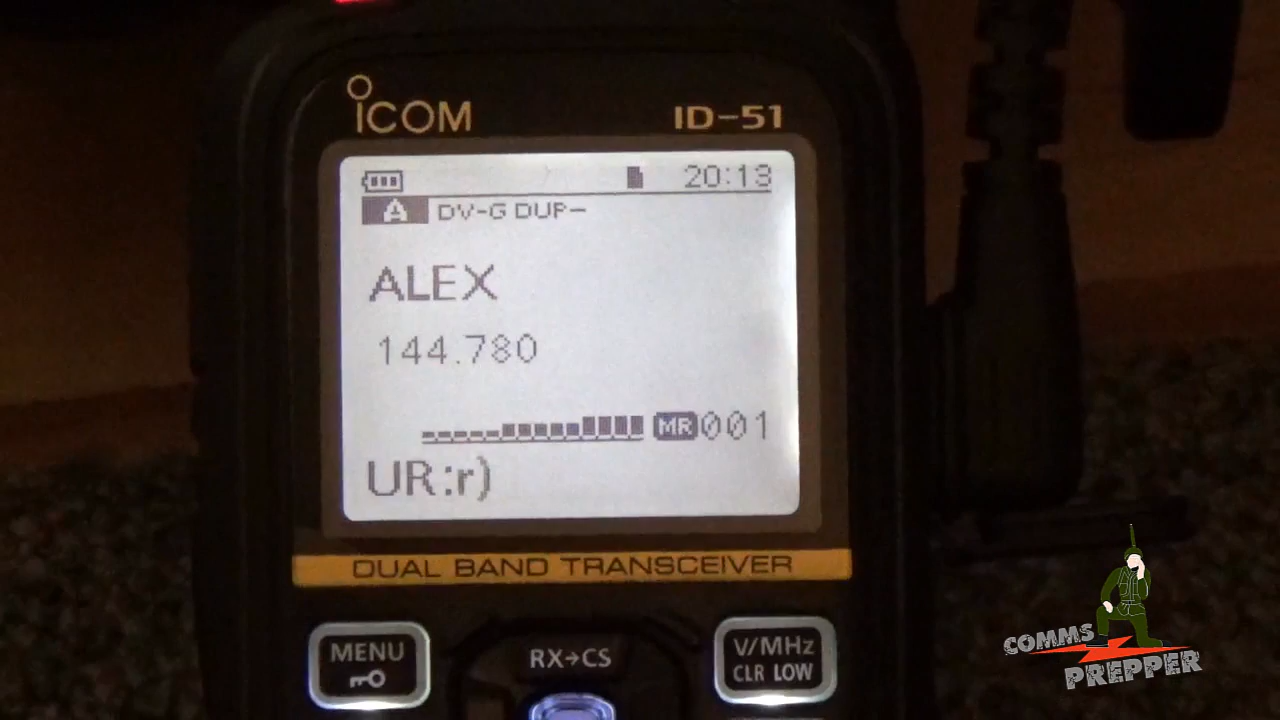 ICOM ID-51
20:13
A DV-G DUP-
ALEX
144.780
MR 001
UR:r)
DUAL BAND TRANSCEIVER
MENU RX→CS V/MHz
CLR LOW
COMMS
PREPPER